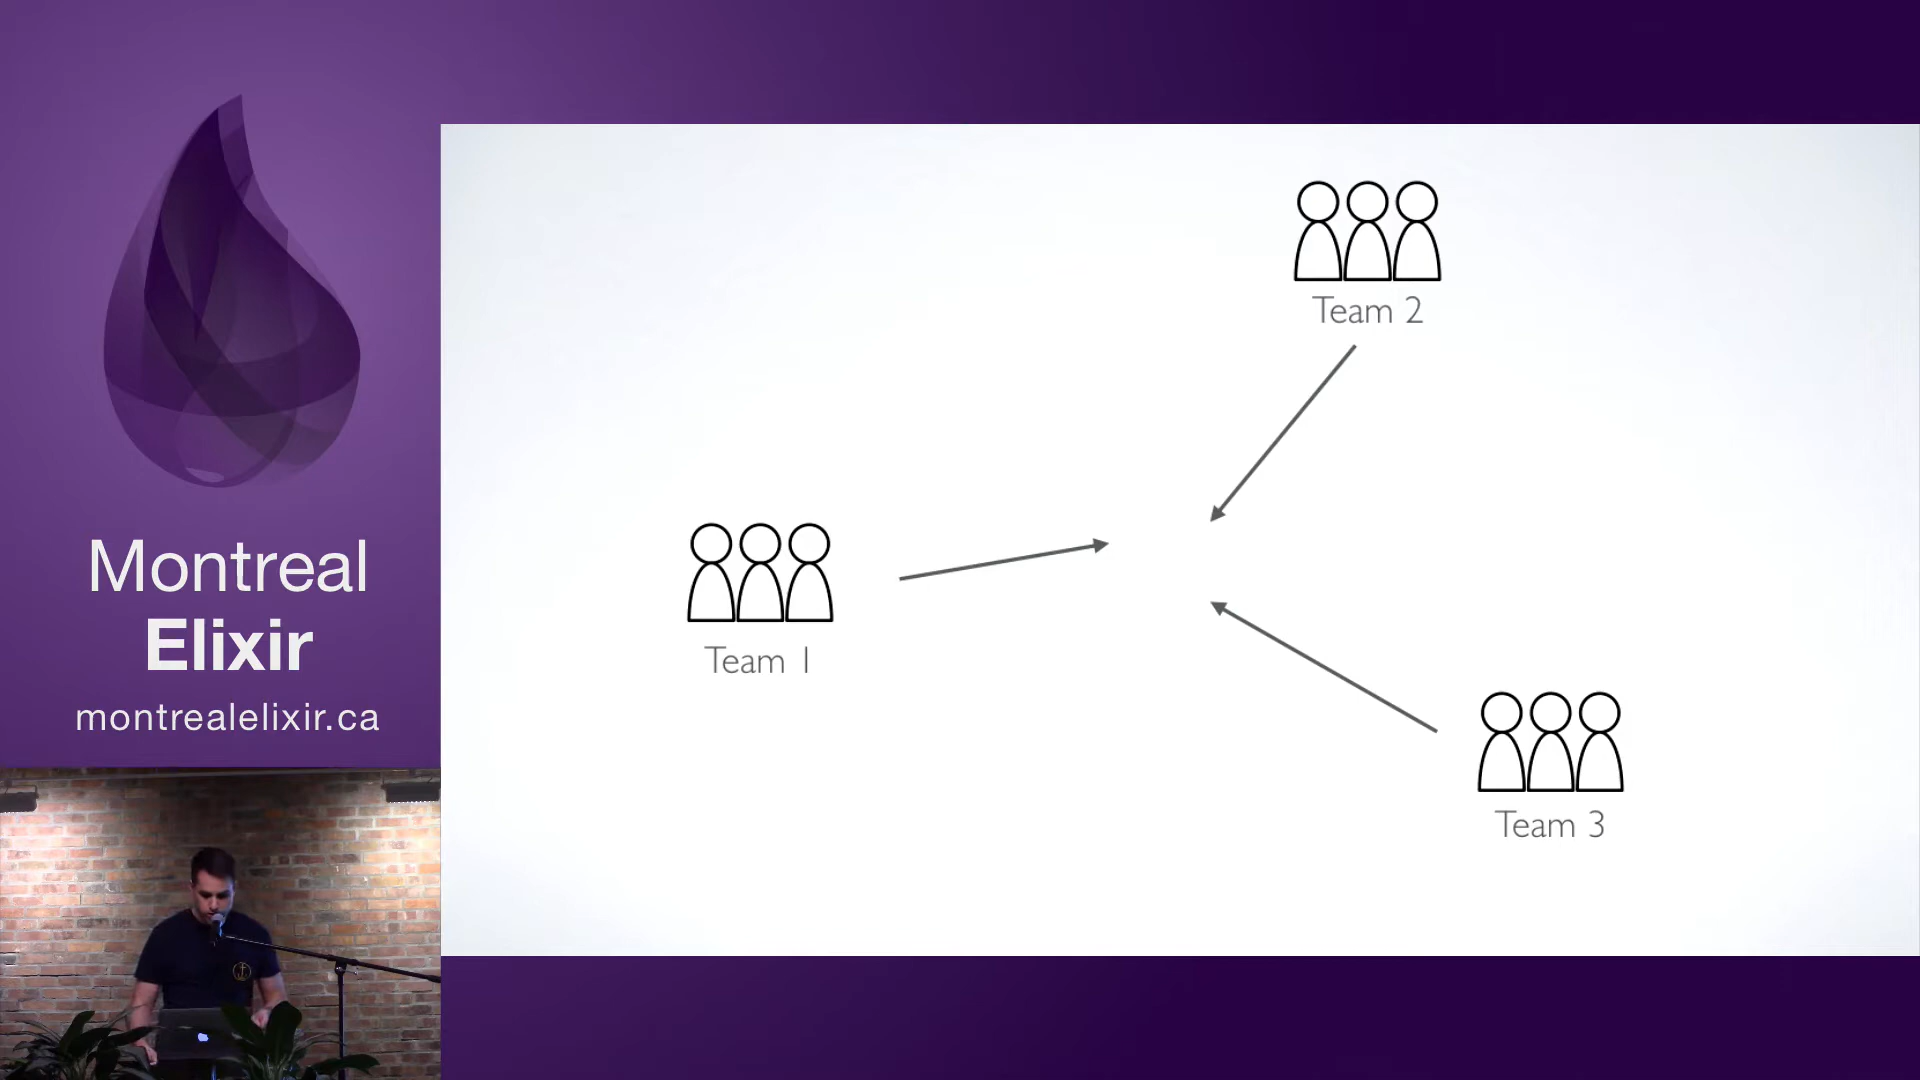 Montreal
Elixir
montrealelixir.ca
Team 2
Team 1
Team 3